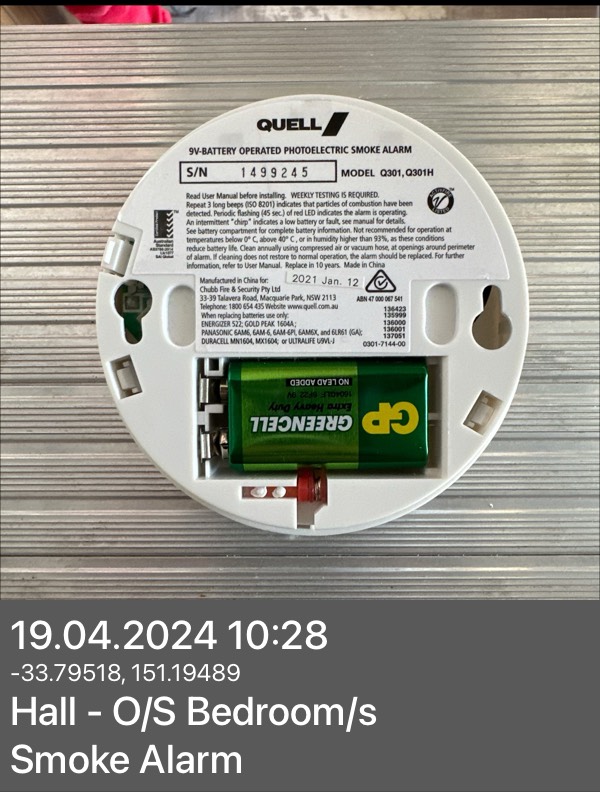 QUELL
9V-BATTERY OPERATED PHOTOELECTRIC SMOKE ALARM
S/N 1499245 MODEL Q301,Q301H
Read User Manual before installing. WEEKLY TESTING IS REQUIRED.
Repeat 3 long beeps (ISO 8201) indicates that particles of combustion have been
detected. Periodic flashing (45 sec.) of red LED indicates the alarm is operating.
An intermittent "chirp" indicates a low battery or fault, see manual for details.
See battery compartment for complete battery information. Not recommended for operation at
temperatures below 0° C, above 40° C , or in humidity higher than 93%, as these conditions
reduce battery life. Clean annually using compressed air or vacuum hose, at openings around perimeter
of alarm. If cleaning does not restore to normal operation, the alarm should be replaced. For further
information, refer to User Manual. Replace in 10 years. Made in China
Australian
Standard
Manufactured in China for: 2021 Jan. 12
Chubb Fire & Security Pty Ltd
33-39 Talavera Road, Macquarie Park, NSW 2113 ABN 47 000 067 541
Telephone: 1800 654 435 Website www.quell.com.au
When replacing batteries use only:
ENERGIZER 522; GOLD PEAK 1604A;
PANASONIC 6AM6, 6AM-6, 6AM-6PI, 6AM6X, and 6LR61 (GA);
DURACELL MN1604, MX1604; or ULTRALIFE U9VL-J
136423
135999
136000
136001
137051
0301-7144-00
GP
GREENCELL
Extra Heavy Duty
1604GLF 6F22 9V
NO LEAD ADDED
19.04.2024 10:28
-33.79518, 151.19489
Hall - O/S Bedroom/s
Smoke Alarm